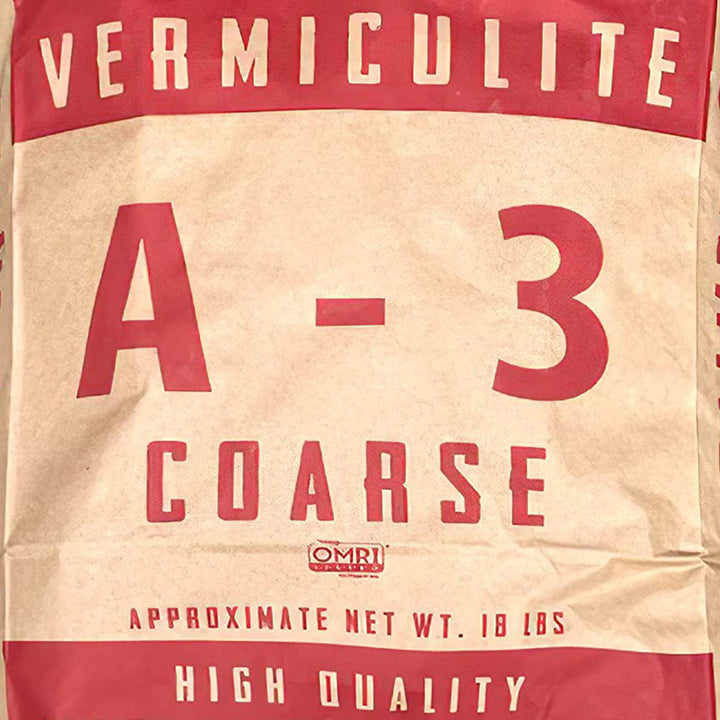 VERMICULITE
A - 3
COARSE
OMRI
APPROXIMATE NET WT. 18 LBS
HIGH QUALITY